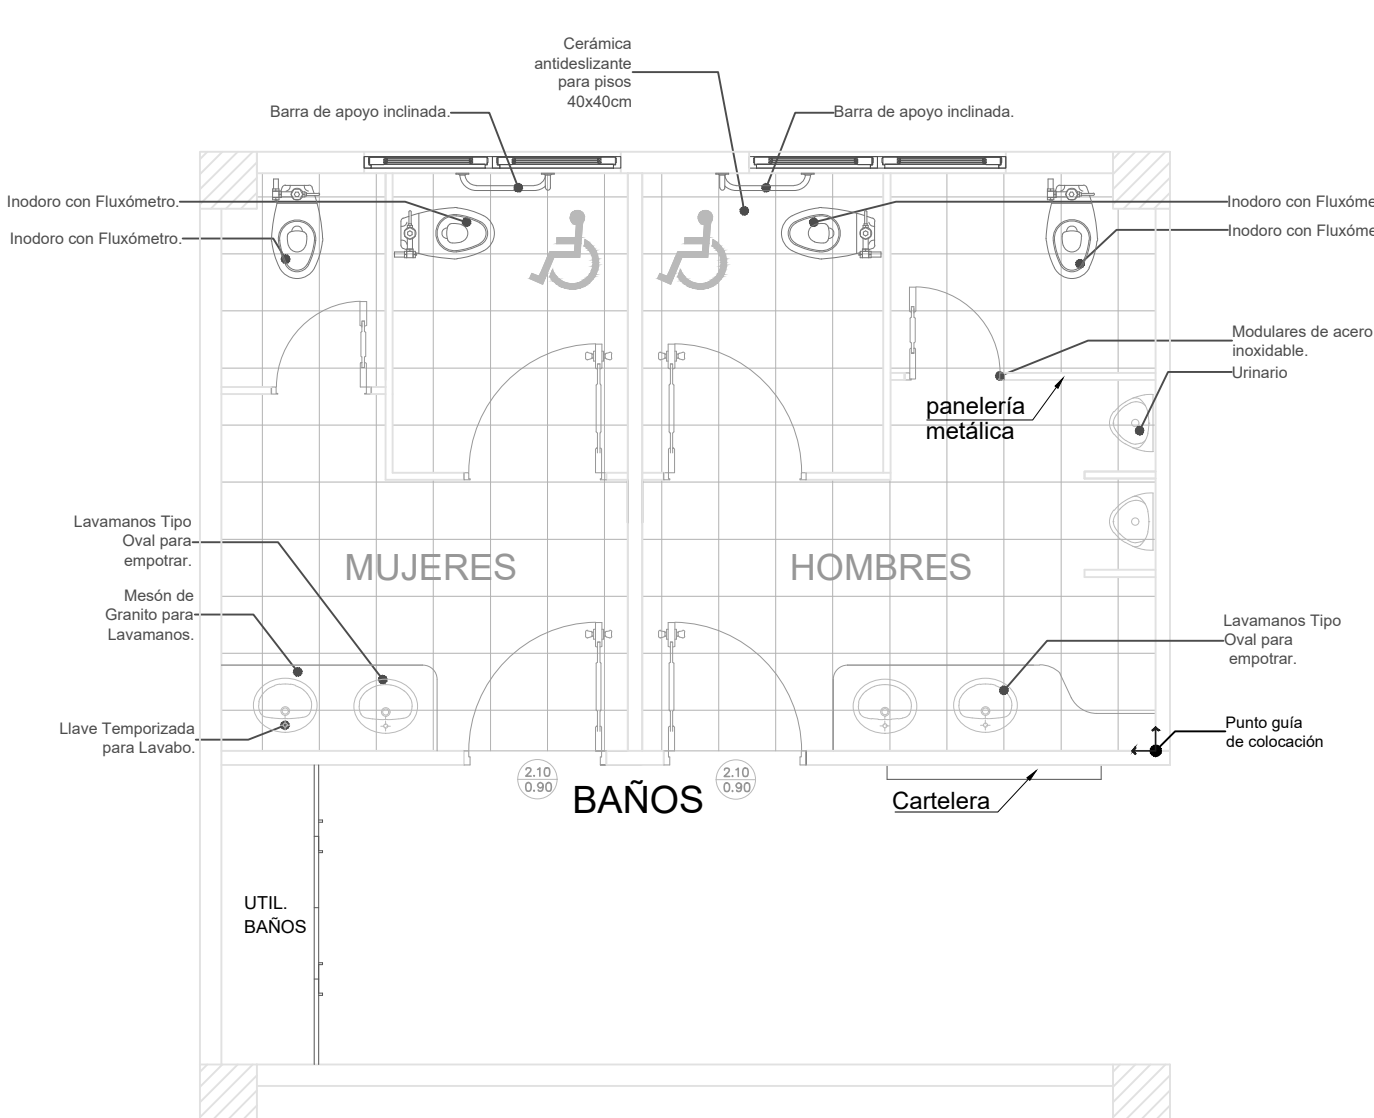 Cerámica
antideslizante
para pisos
40x40cm
Barra de apoyo inclinada.
Barra de apoyo inclinada.
Inodoro con Fluxómetro.
Inodoro con Fluxóme
Inodoro con Fluxómetro.
Inodoro con Fluxóme
Modulares de acero
inoxidable.
Urinario
panelería
metálica
Lavamanos Tipo
Oval para
empotrar.
MUJERES
HOMBRES
Mesón de
Granito para
Lavamanos.
Lavamanos Tipo
Oval para
empotrar.
Llave Temporizada
para Lavabo.
Punto guía
de colocación
2.10
0.90
BAÑOS
2.10
0.90
Cartelera
UTIL.
BAÑOS